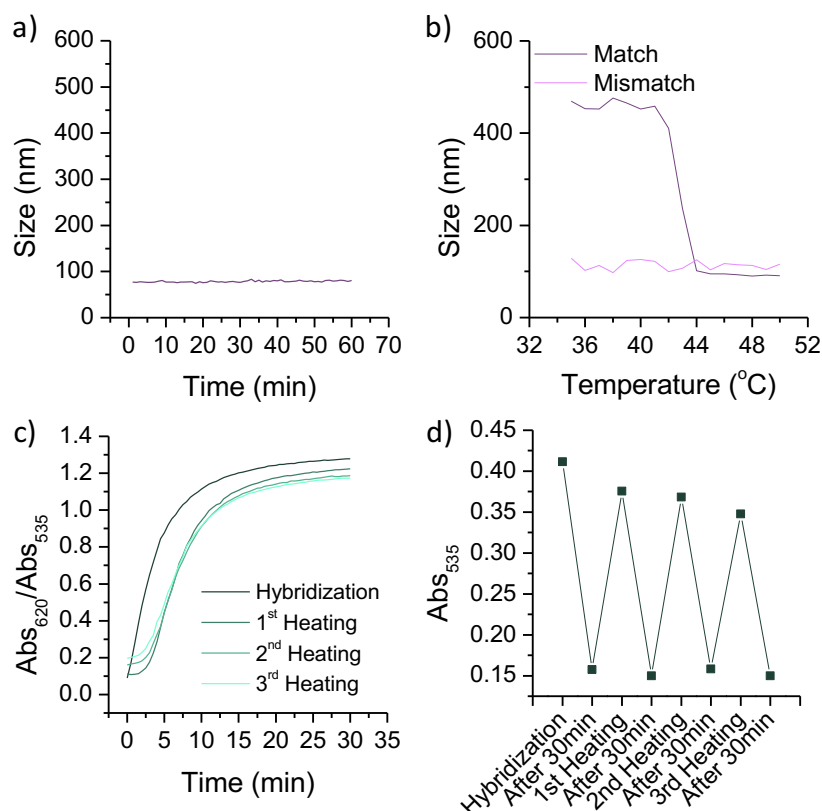 a)
600
500
400
300
200
100
0
Size (nm)
0 10 20 30 40 50 60 70
Time (min)
b)
600
400
200
0
Size (nm)
Match
Mismatch
32 36 40 44 48 52
Temperature (°C)
c)
1.4
1.2
1.0
0.8
0.6
0.4
0.2
0.0
Abs620/Abs535
Hybridization
1st Heating
2nd Heating
3rd Heating
0 5 10 15 20 25 30 35
Time (min)
d)
0.45
0.40
0.35
0.30
0.25
0.20
0.15
Abs535
Hybridization
After 30min
1st Heating
After 30min
2nd Heating
After 30min
3rd Heating
After 30min